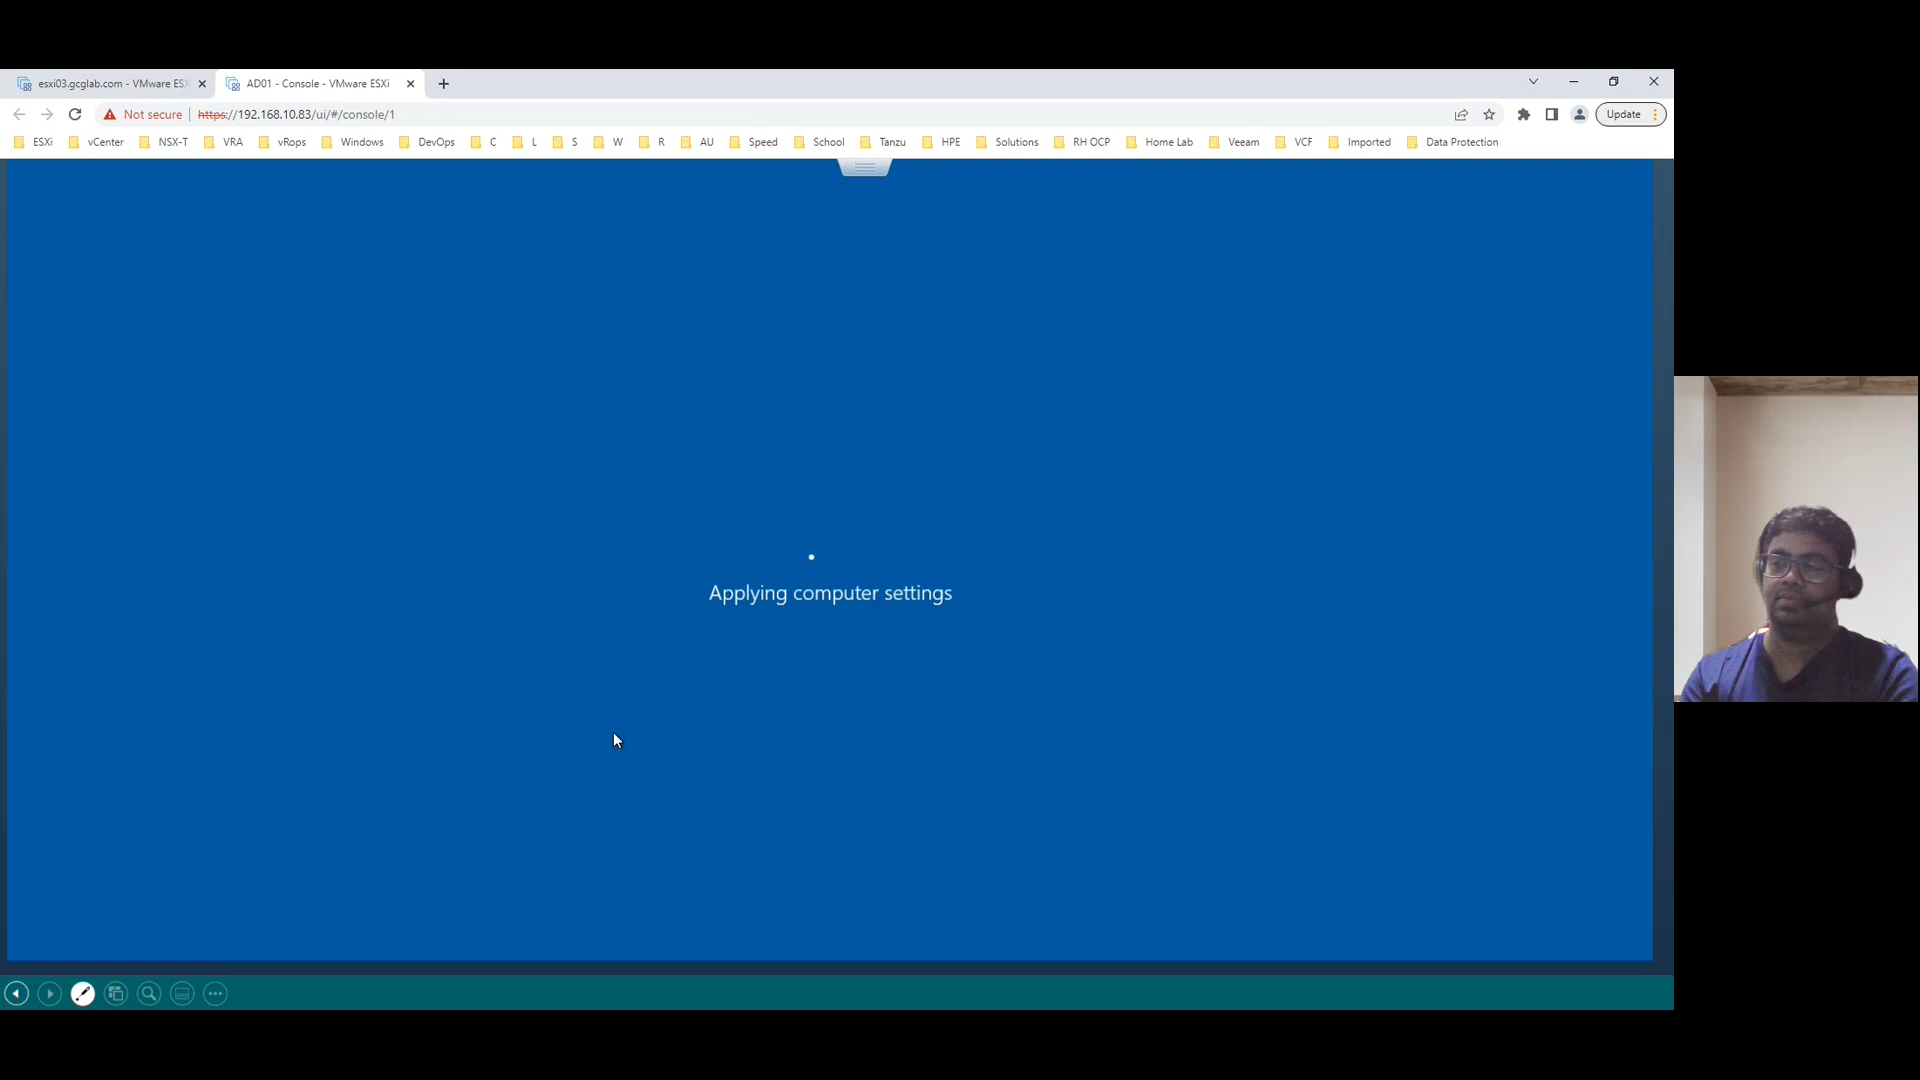 esxi03.gcglab.com - VMware ESX
AD01 - Console - VMware ESXi
Not secure https://192.168.10.83/ui/#/console/1 Update
ESXi vCenter NSX-T VRA vRops Windows DevOps C L S W R AU Speed School Tanzu HPE Solutions RH OCP Home Lab Veeam VCF Imported Data Protection
Applying computer settings